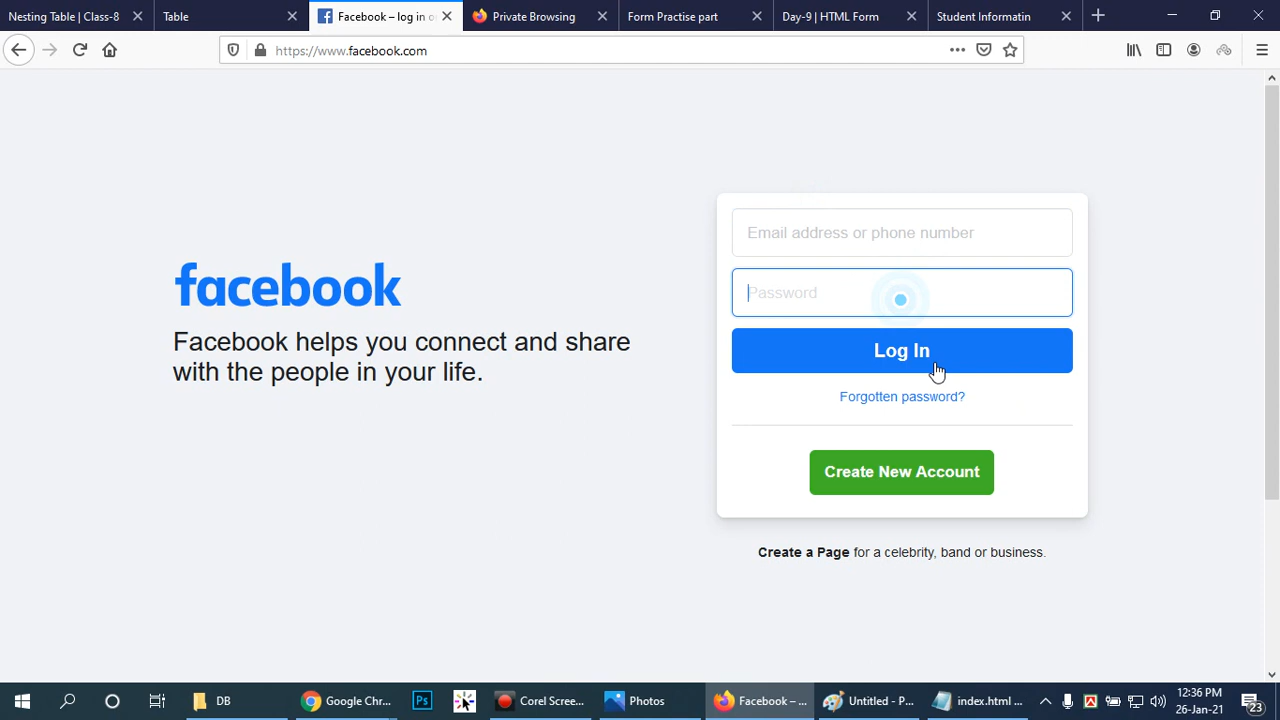 Nesting Table | Class-8
Table
Facebook – log in o
Private Browsing
Form Practise part
Day-9 | HTML Form
Student Informatin
https://www.facebook.com
Email address or phone number
facebook
Password
Facebook helps you connect and share
with the people in your life.
Log In
Forgotten password?
Create New Account
Create a Page for a celebrity, band or business.
DB
Google Chr...
Ps
Corel Scree...
Photos
Facebook – ...
Untitled - P...
index.html ...
12:36 PM
26-Jan-21
23